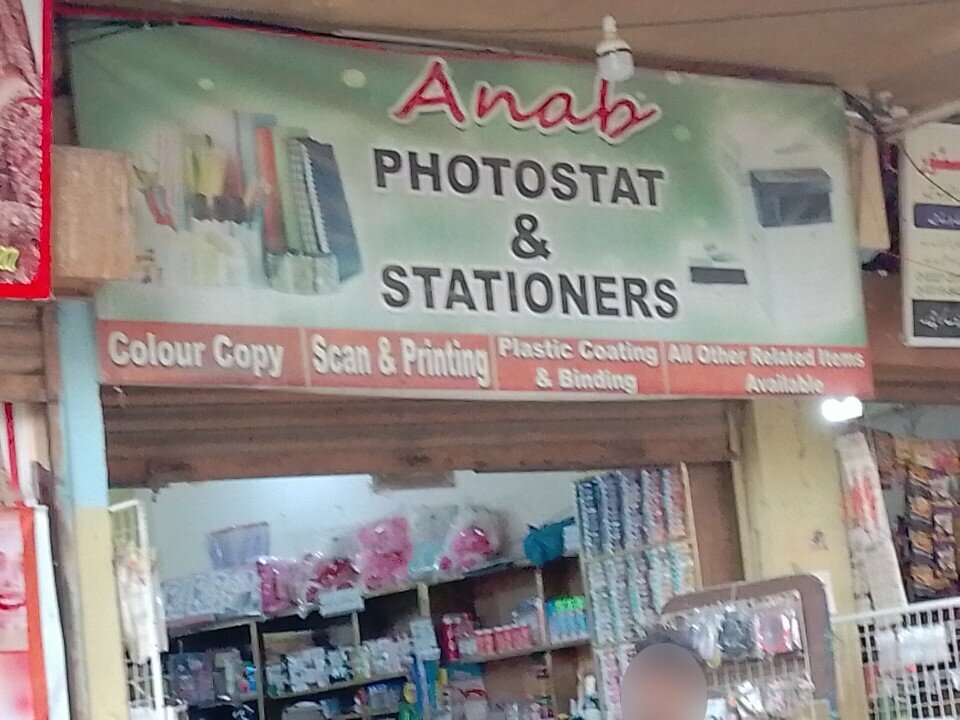 Anab
PHOTOSTAT
&
STATIONERS
Colour Copy
Scan & Printing
Plastic Coating
& Binding
All Other Related Items
Available